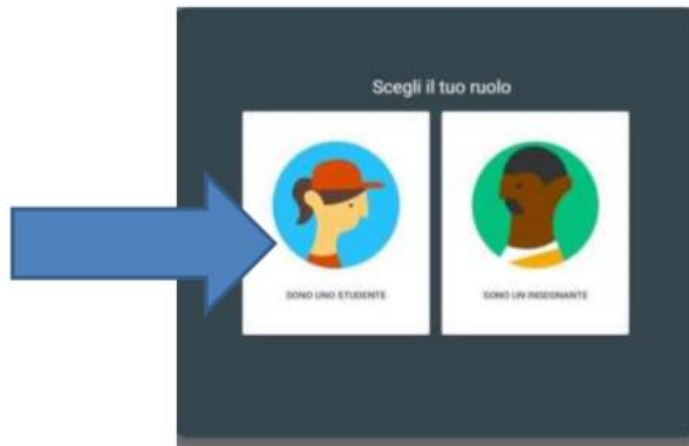 Scegli il tuo ruolo
SONO UNO STUDENTE
SONO UN INSEGNANTE